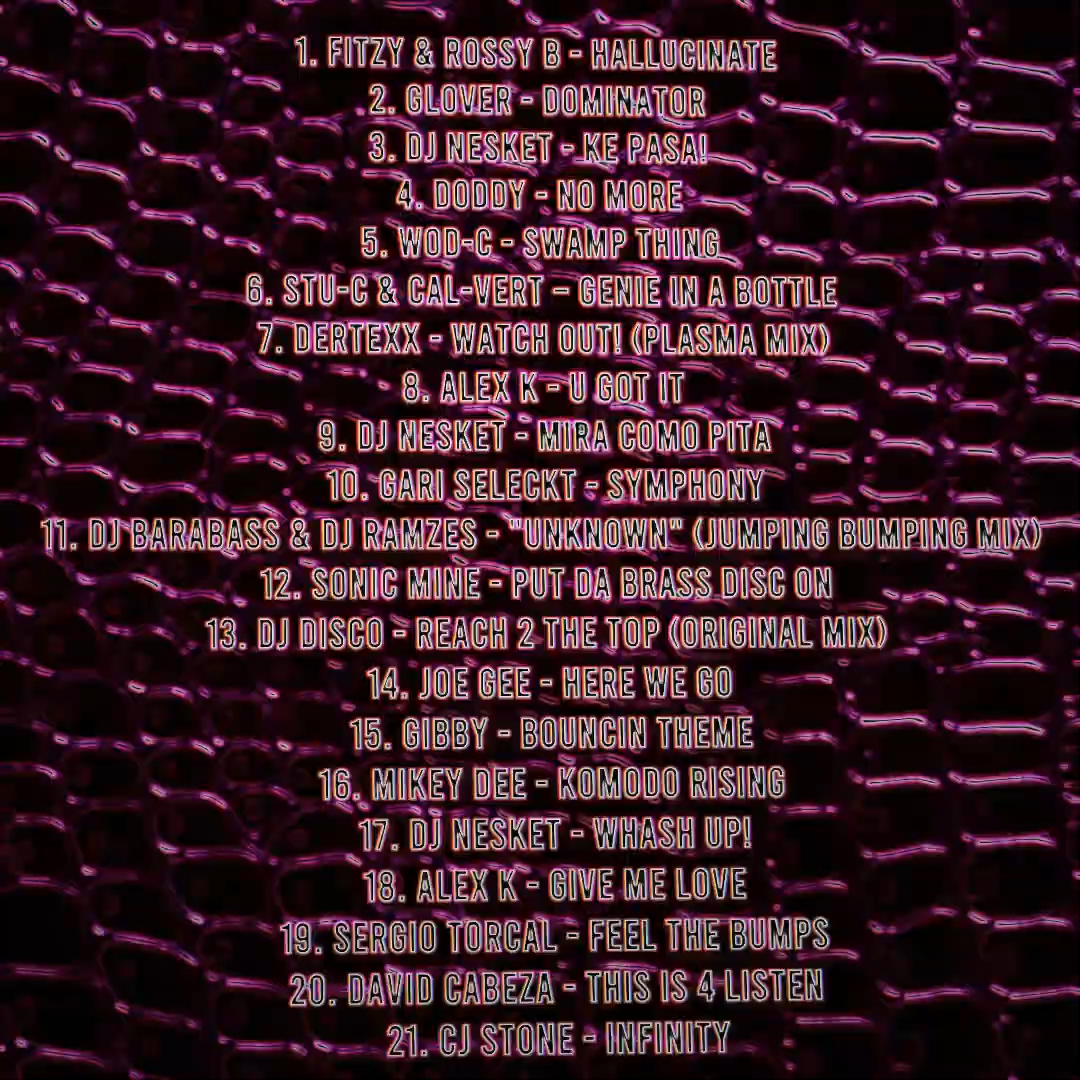 1. FITZY & ROSSY B - HALLUCINATE
2. GLOVER - DOMINATOR
3. DJ NESKET - KE PASA!
4. DODDY - NO MORE
5. WOD-C - SWAMP THING
6. STU-C & CAL-VERT – GENIE IN A BOTTLE
7. DERTEXX - WATCH OUT! (PLASMA MIX)
8. ALEX K - U GOT IT
9. DJ NESKET - MIRA COMO PITA
10. GARI SELECKT - SYMPHONY
11. DJ BARABASS & DJ RAMZES - "UNKNOWN" (JUMPING BUMPING MIX)
12. SONIC MINE - PUT DA BRASS DISC ON
13. DJ DISCO - REACH 2 THE TOP (ORIGINAL MIX)
14. JOE GEE - HERE WE GO
15. GIBBY - BOUNCIN THEME
16. MIKEY DEE - KOMODO RISING
17. DJ NESKET - WHASH UP!
18. ALEX K - GIVE ME LOVE
19. SERGIO TORCAL - FEEL THE BUMPS
20. DAVID CABEZA - THIS IS 4 LISTEN
21. CJ STONE - INFINITY